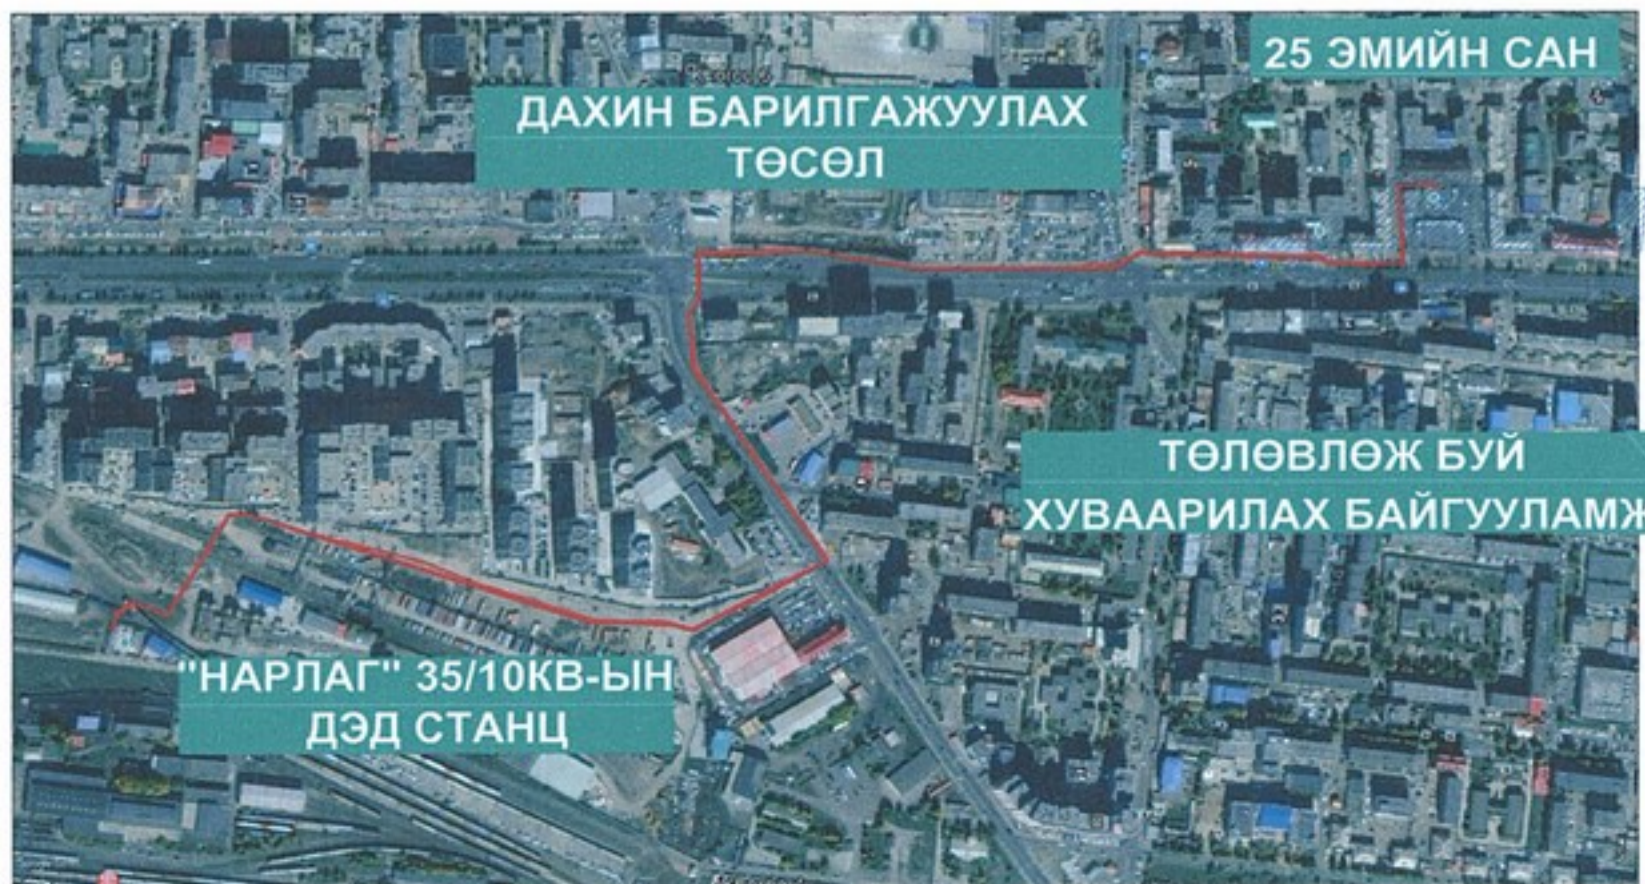 25 ЭМИЙН САН
ДАХИН БАРИЛГАЖУУЛАХ
ТӨСӨЛ
ТӨЛӨВЛӨЖ БУЙ
ХУВААРИЛАХ БАЙГУУЛАМЖ
"НАРЛАГ" 35/10КВ-ЫН
ДЭД СТАНЦ